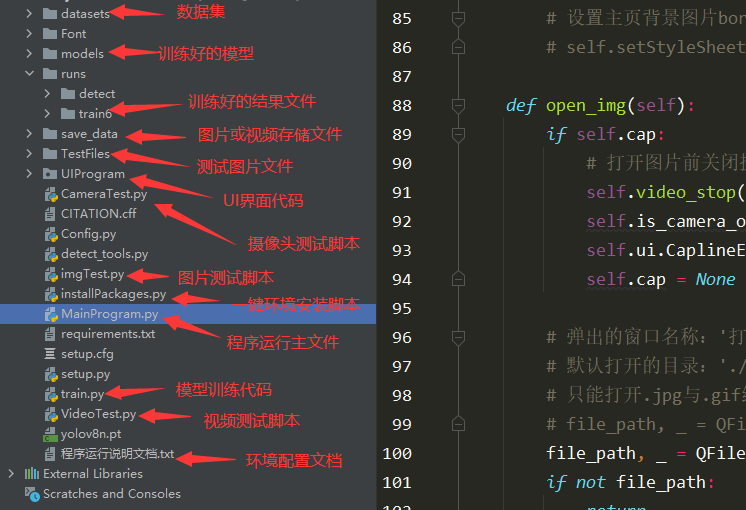 datasets 数据集
Font
models 训练好的模型
runs
detect
train6 训练好的结果文件
save_data 图片或视频存储文件
TestFiles 测试图片文件
UIProgram UI界面代码
CameraTest.py
CITATION.cff 摄像头测试脚本
Config.py
detect_tools.py
imgTest.py 图片测试脚本
installPackages.py 一键环境安装脚本
MainProgram.py 程序运行主文件
requirements.txt
setup.cfg
setup.py
train.py 模型训练代码
VideoTest.py 视频测试脚本
yolov8n.pt
程序运行说明文档.txt 环境配置文档
External Libraries
Scratches and Consoles
85 # 设置主页背景图片bor
86 # self.setStyleSheet
87
88 def open_img(self):
89 if self.cap:
90 # 打开图片前关闭
91 self.video_stop(
92 self.is_camera_o
93 self.ui.CaplineE
94 self.cap = None
95
96 # 弹出的窗口名称：'打
97 # 默认打开的目录：'./
98 # 只能打开.jpg与.gif
99 # file_path, _ = QFi
100 file_path, _ = QFile
101 if not file_path:
102 return